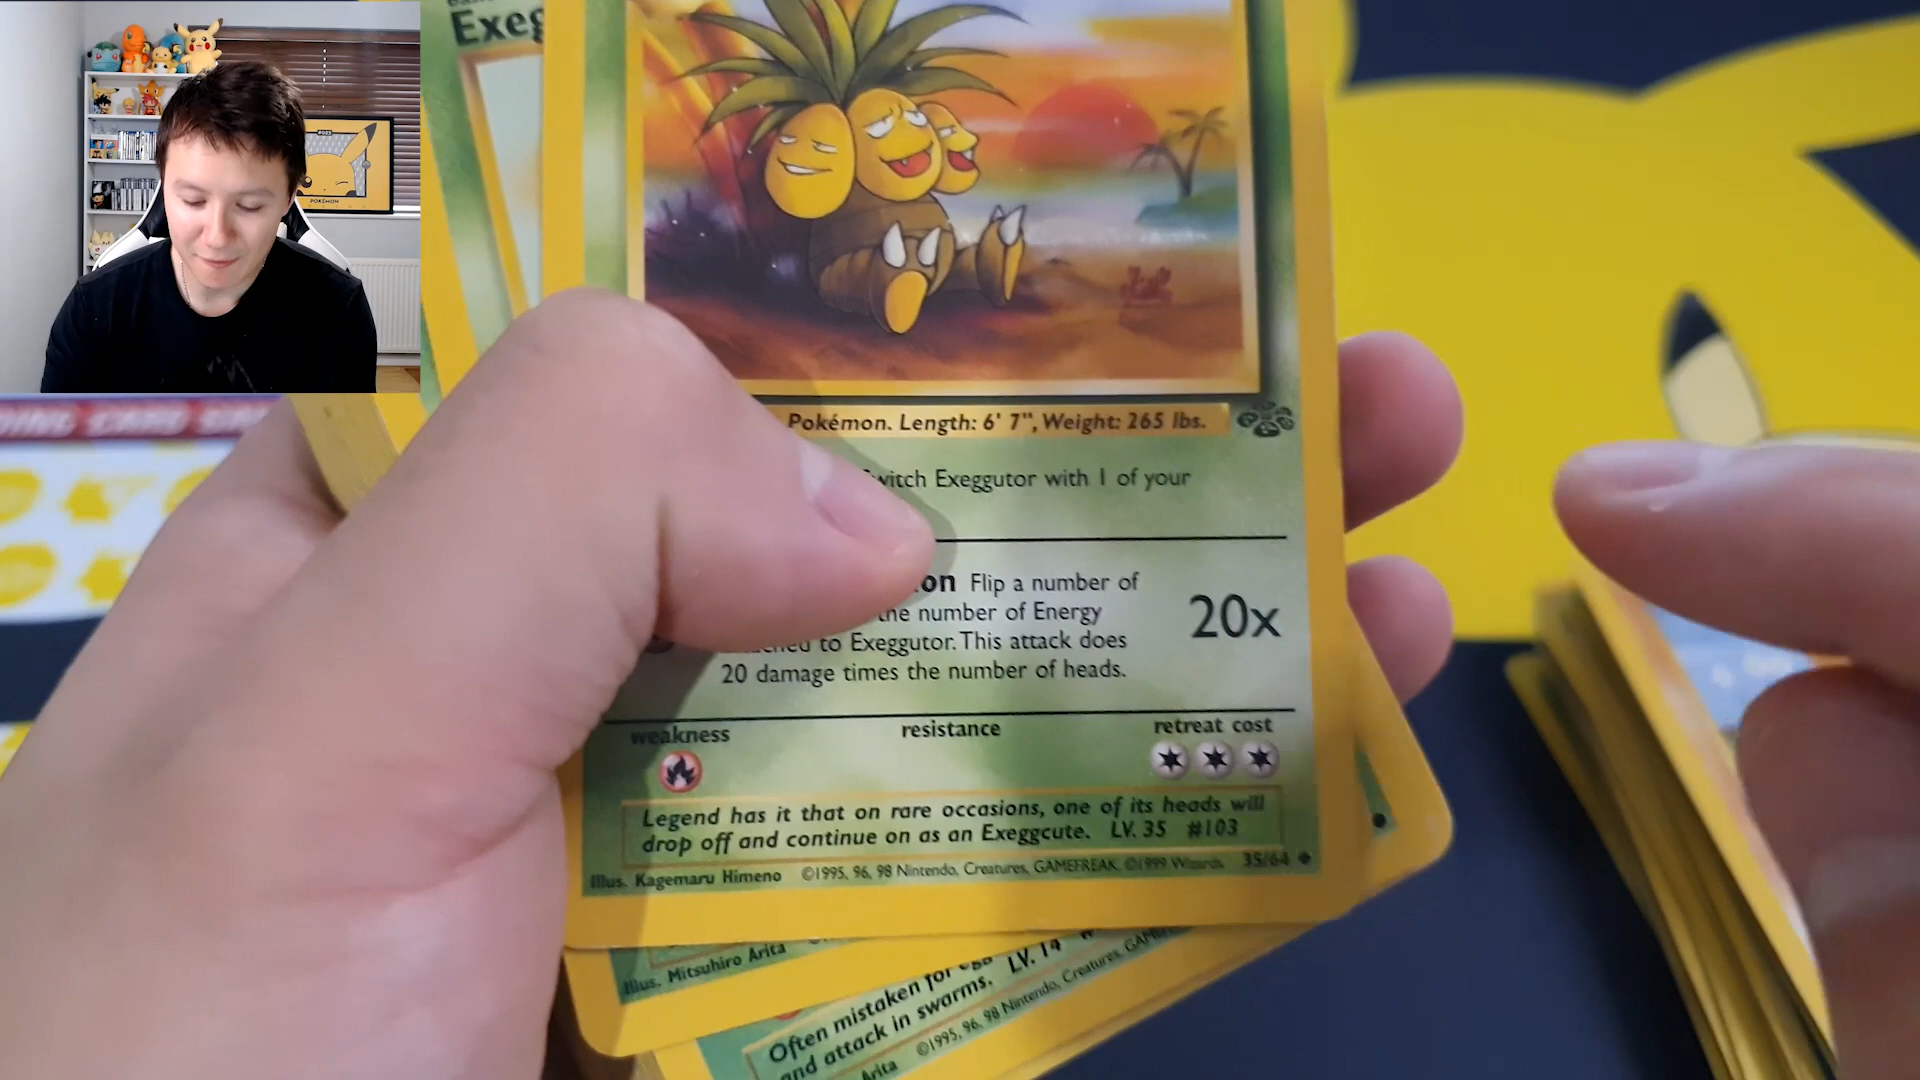 Exeg
POKÉMON
DING CARD GA
Pokémon. Length: 6' 7", Weight: 265 lbs.
witch Exeggutor with 1 of your
on Flip a number of
the number of Energy
to Exeggutor. This attack does
20 damage times the number of heads.
20x
weakness resistance retreat cost
Legend has it that on rare occasions, one of its heads will
drop off and continue on as an Exeggcute. LV. 35 #103
Illus. Kagemaru Himeno ©1995, 96, 98 Nintendo, Creatures, GAMEFREAK. ©1999 Wizards. 35/64
Illus. Mitsuhiro Arita
Often mistaken for LV. 14
and attack in swarms.
Arita ©1995, 96, 98 Nintendo, Creatures,